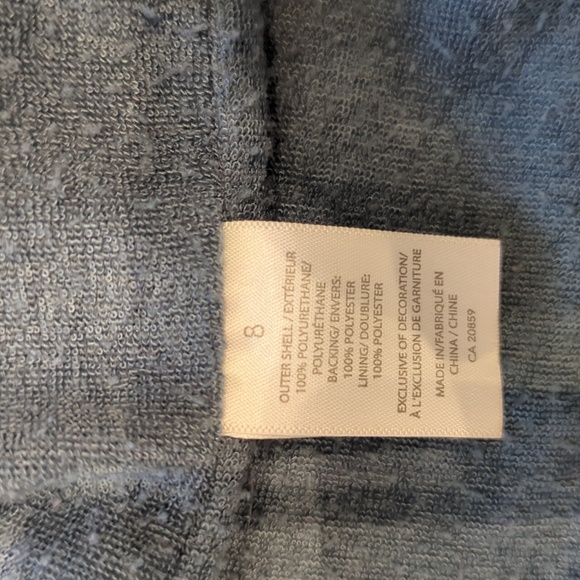 8
OUTER SHELL / EXTÉRIEUR
100% POLYURETHANE/
POLYURÉTHANE
BACKING/ ENVERS:
100% POLYESTER
LINING/ DOUBLURE:
100% POLYESTER
EXCLUSIVE OF DECORATION/
À L'EXCLUSION DE GARNITURE
MADE IN/FABRIQUÉ EN
CHINA / CHINE
CA 20859